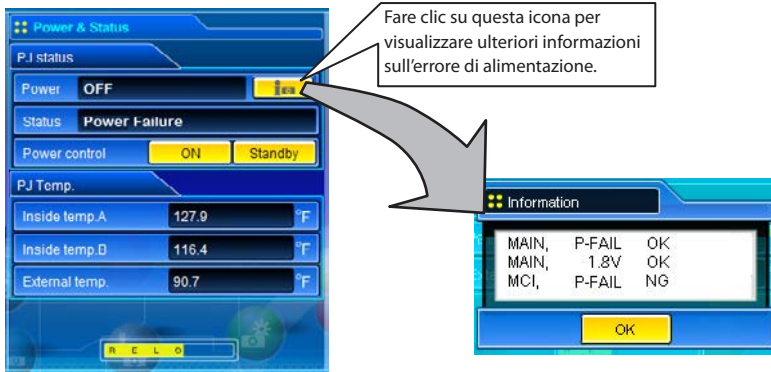 Power & Status
PJ status
Power OFF
Status Power Failure
Power control ON Standby
PJ Temp.
Inside temp.A 127.9 °F
Inside temp.B 116.4 °F
External temp. 90.7 °F
R E L O
Fare clic su questa icona per
visualizzare ulteriori informazioni
sull'errore di alimentazione.
Information
MAIN, P-FAIL OK
MAIN, 1.8V OK
MCI, P-FAIL NG
OK